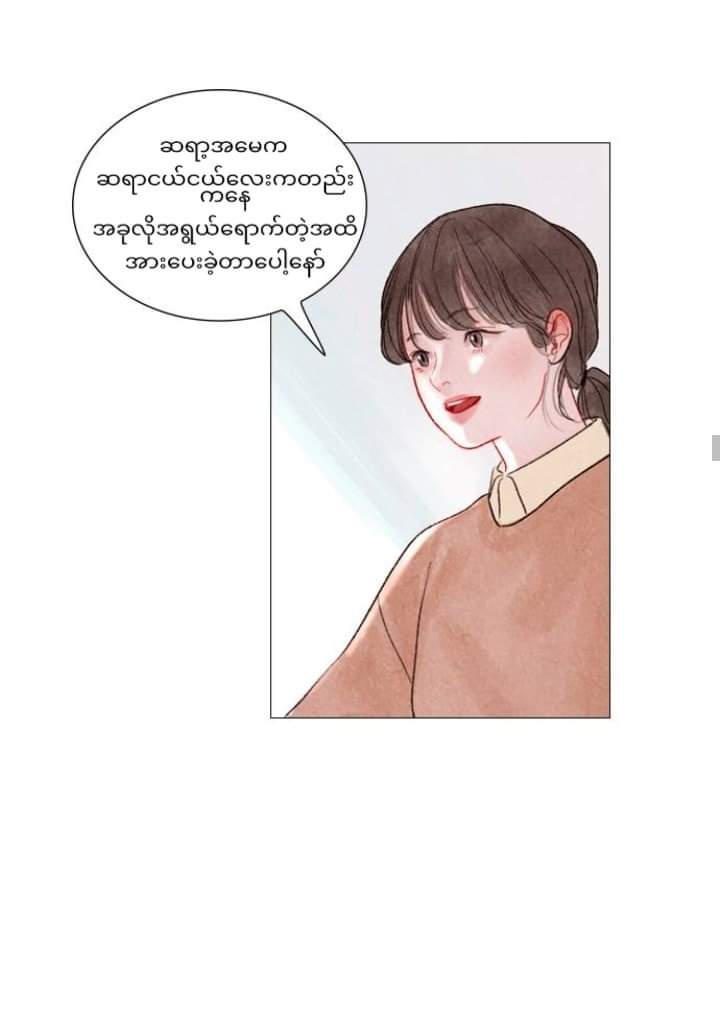 ဆရာ့အမေက
ဆရာငယ်ငယ်လေးကတည်း
ကနေ
အခုလိုအရွယ်ရောက်တဲ့အထိ
အားပေးခဲ့တာပေါ့နော်